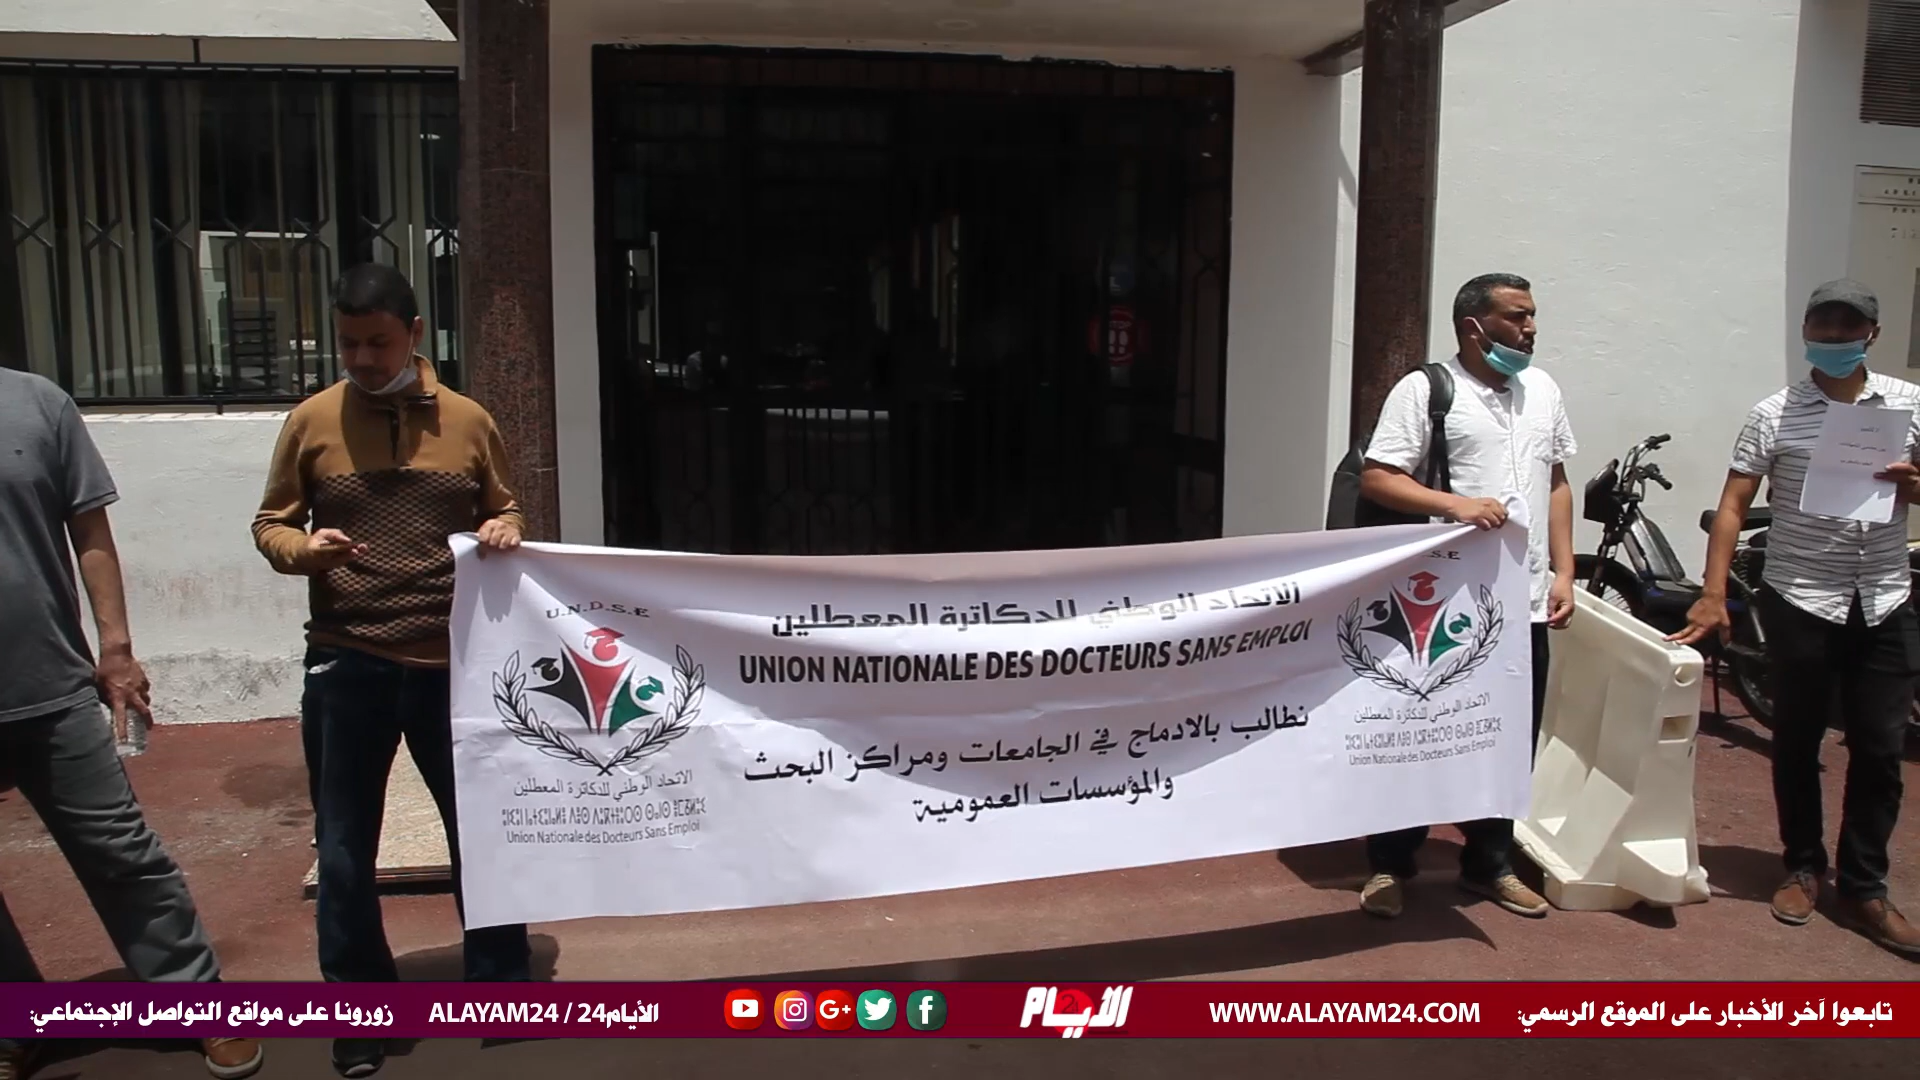 U.N.D.S.E
الاتحاد الوطني للدكاترة المعطلين
UNION NATIONALE DES DOCTEURS SANS EMPLOI
نطالب بالادماج في الجامعات ومراكز البحث
والمؤسسات العمومية
الاتحاد الوطني للدكاترة المعطلين
Union Nationale des Docteurs Sans Emploi
.S.E
الاتحاد الوطني للدكاترة المعطلين
Union Nationale des Docteurs Sans Emploi
تابعوا آخر الأخبار على الموقع الرسمي: WWW.ALAYAM24.COM
الأيام 24
الأيام24 / ALAYAM24 زورونا على مواقع التواصل الإجتماعي: